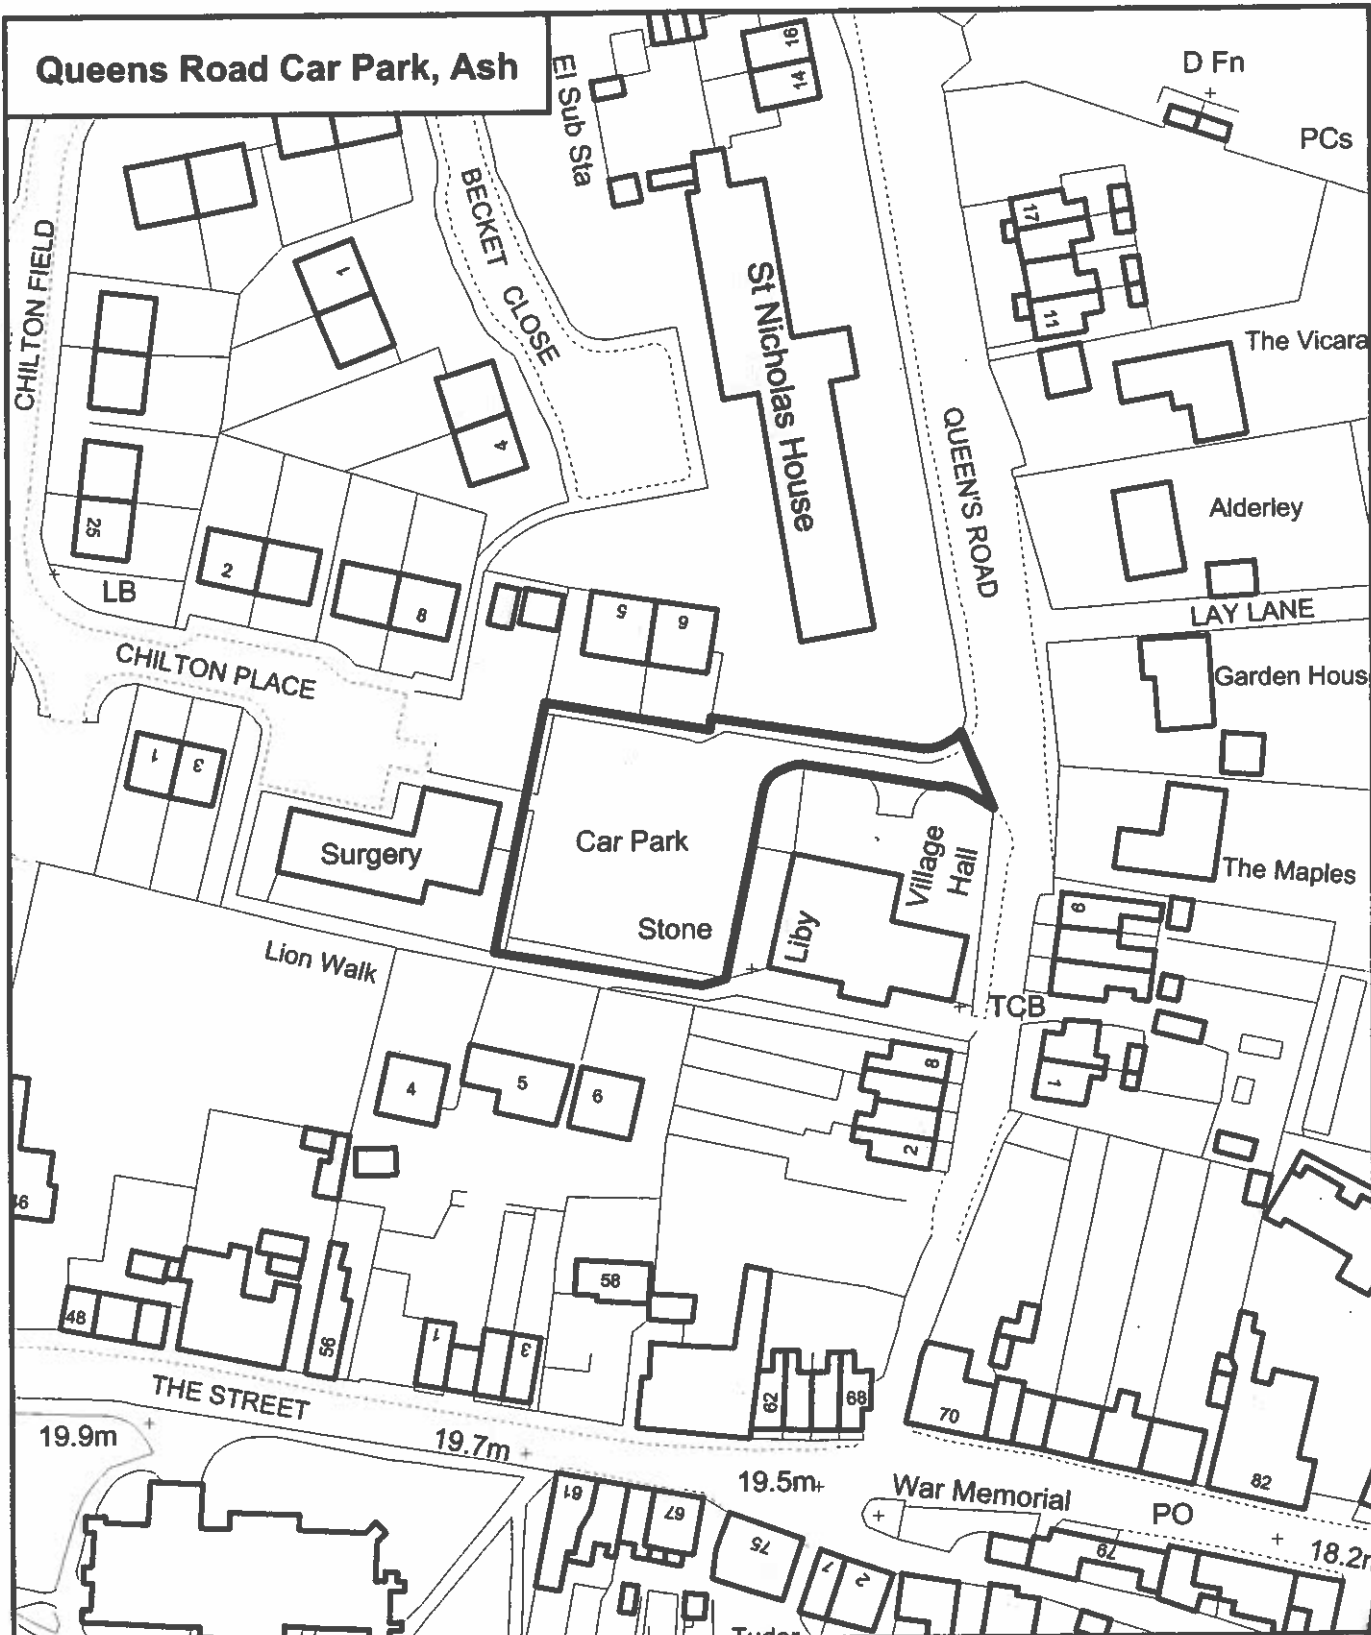 Queens Road Car Park, Ash
El Sub Sta
16
14
D Fn
PCs
BECKET CLOSE
CHILTON FIELD
1
17
11
St Nicholas House
The Vicara
4
QUEEN'S ROAD
Alderley
25
LB
2
8
5
6
LAY LANE
CHILTON PLACE
Garden Hous
1
3
Surgery
Car Park
Village
Hall
The Maples
Stone
Liby
9
Lion Walk
TCB
4
5
6
8
2
1
46
58
48
56
1
3
62
68
70
82
THE STREET
19.9m
19.7m
19.5m
War Memorial
PO
18.2m
61
67
75
7
2
79